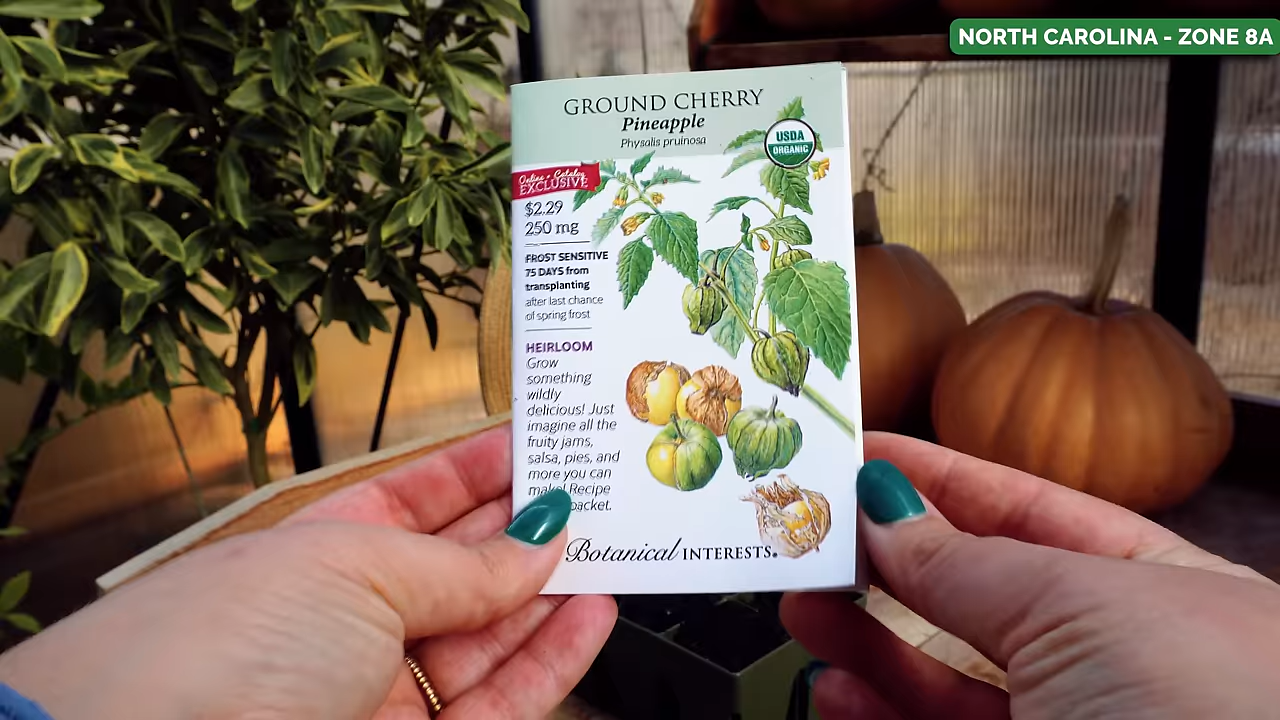 NORTH CAROLINA - ZONE 8A
GROUND CHERRY
Pineapple
Physalis pruinosa
USDA
ORGANIC
Online + Catalog
EXCLUSIVE
$2.29
250 mg
FROST SENSITIVE
75 DAYS from
transplanting
after last chance
of spring frost
HEIRLOOM
Grow
something
wildly
delicious! Just
imagine all the
fruity jams,
salsa, pies, and
more you can
Recipe
packet.
Botanical INTERESTS®